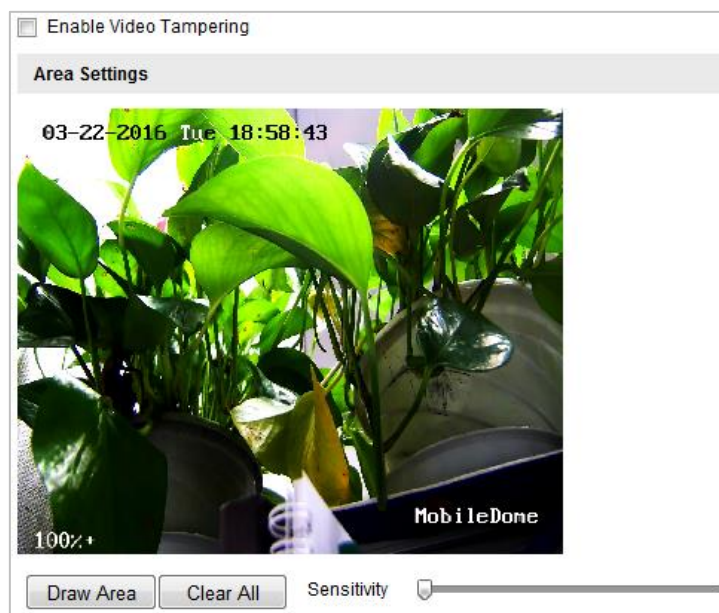 Enable Video Tampering
Area Settings
03-22-2016 Tue 18:58:43
MobileDome
100%+
Draw Area
Clear All
Sensitivity